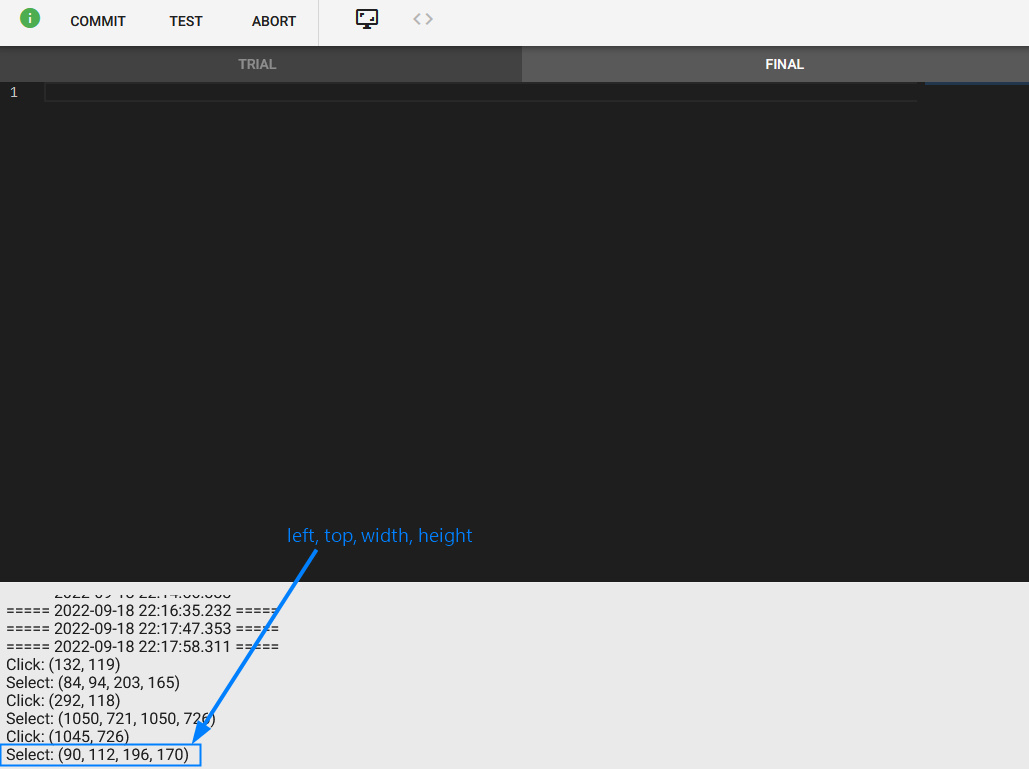 i COMMIT TEST ABORT
TRIAL FINAL
1
left, top, width, height
===== 2022-09-18 22:16:35.232 =====
===== 2022-09-18 22:17:47.353 =====
===== 2022-09-18 22:17:58.311 =====
Click: (132, 119)
Select: (84, 94, 203, 165)
Click: (292, 118)
Select: (1050, 721, 1050, 726)
Click: (1045, 726)
Select: (90, 112, 196, 170)